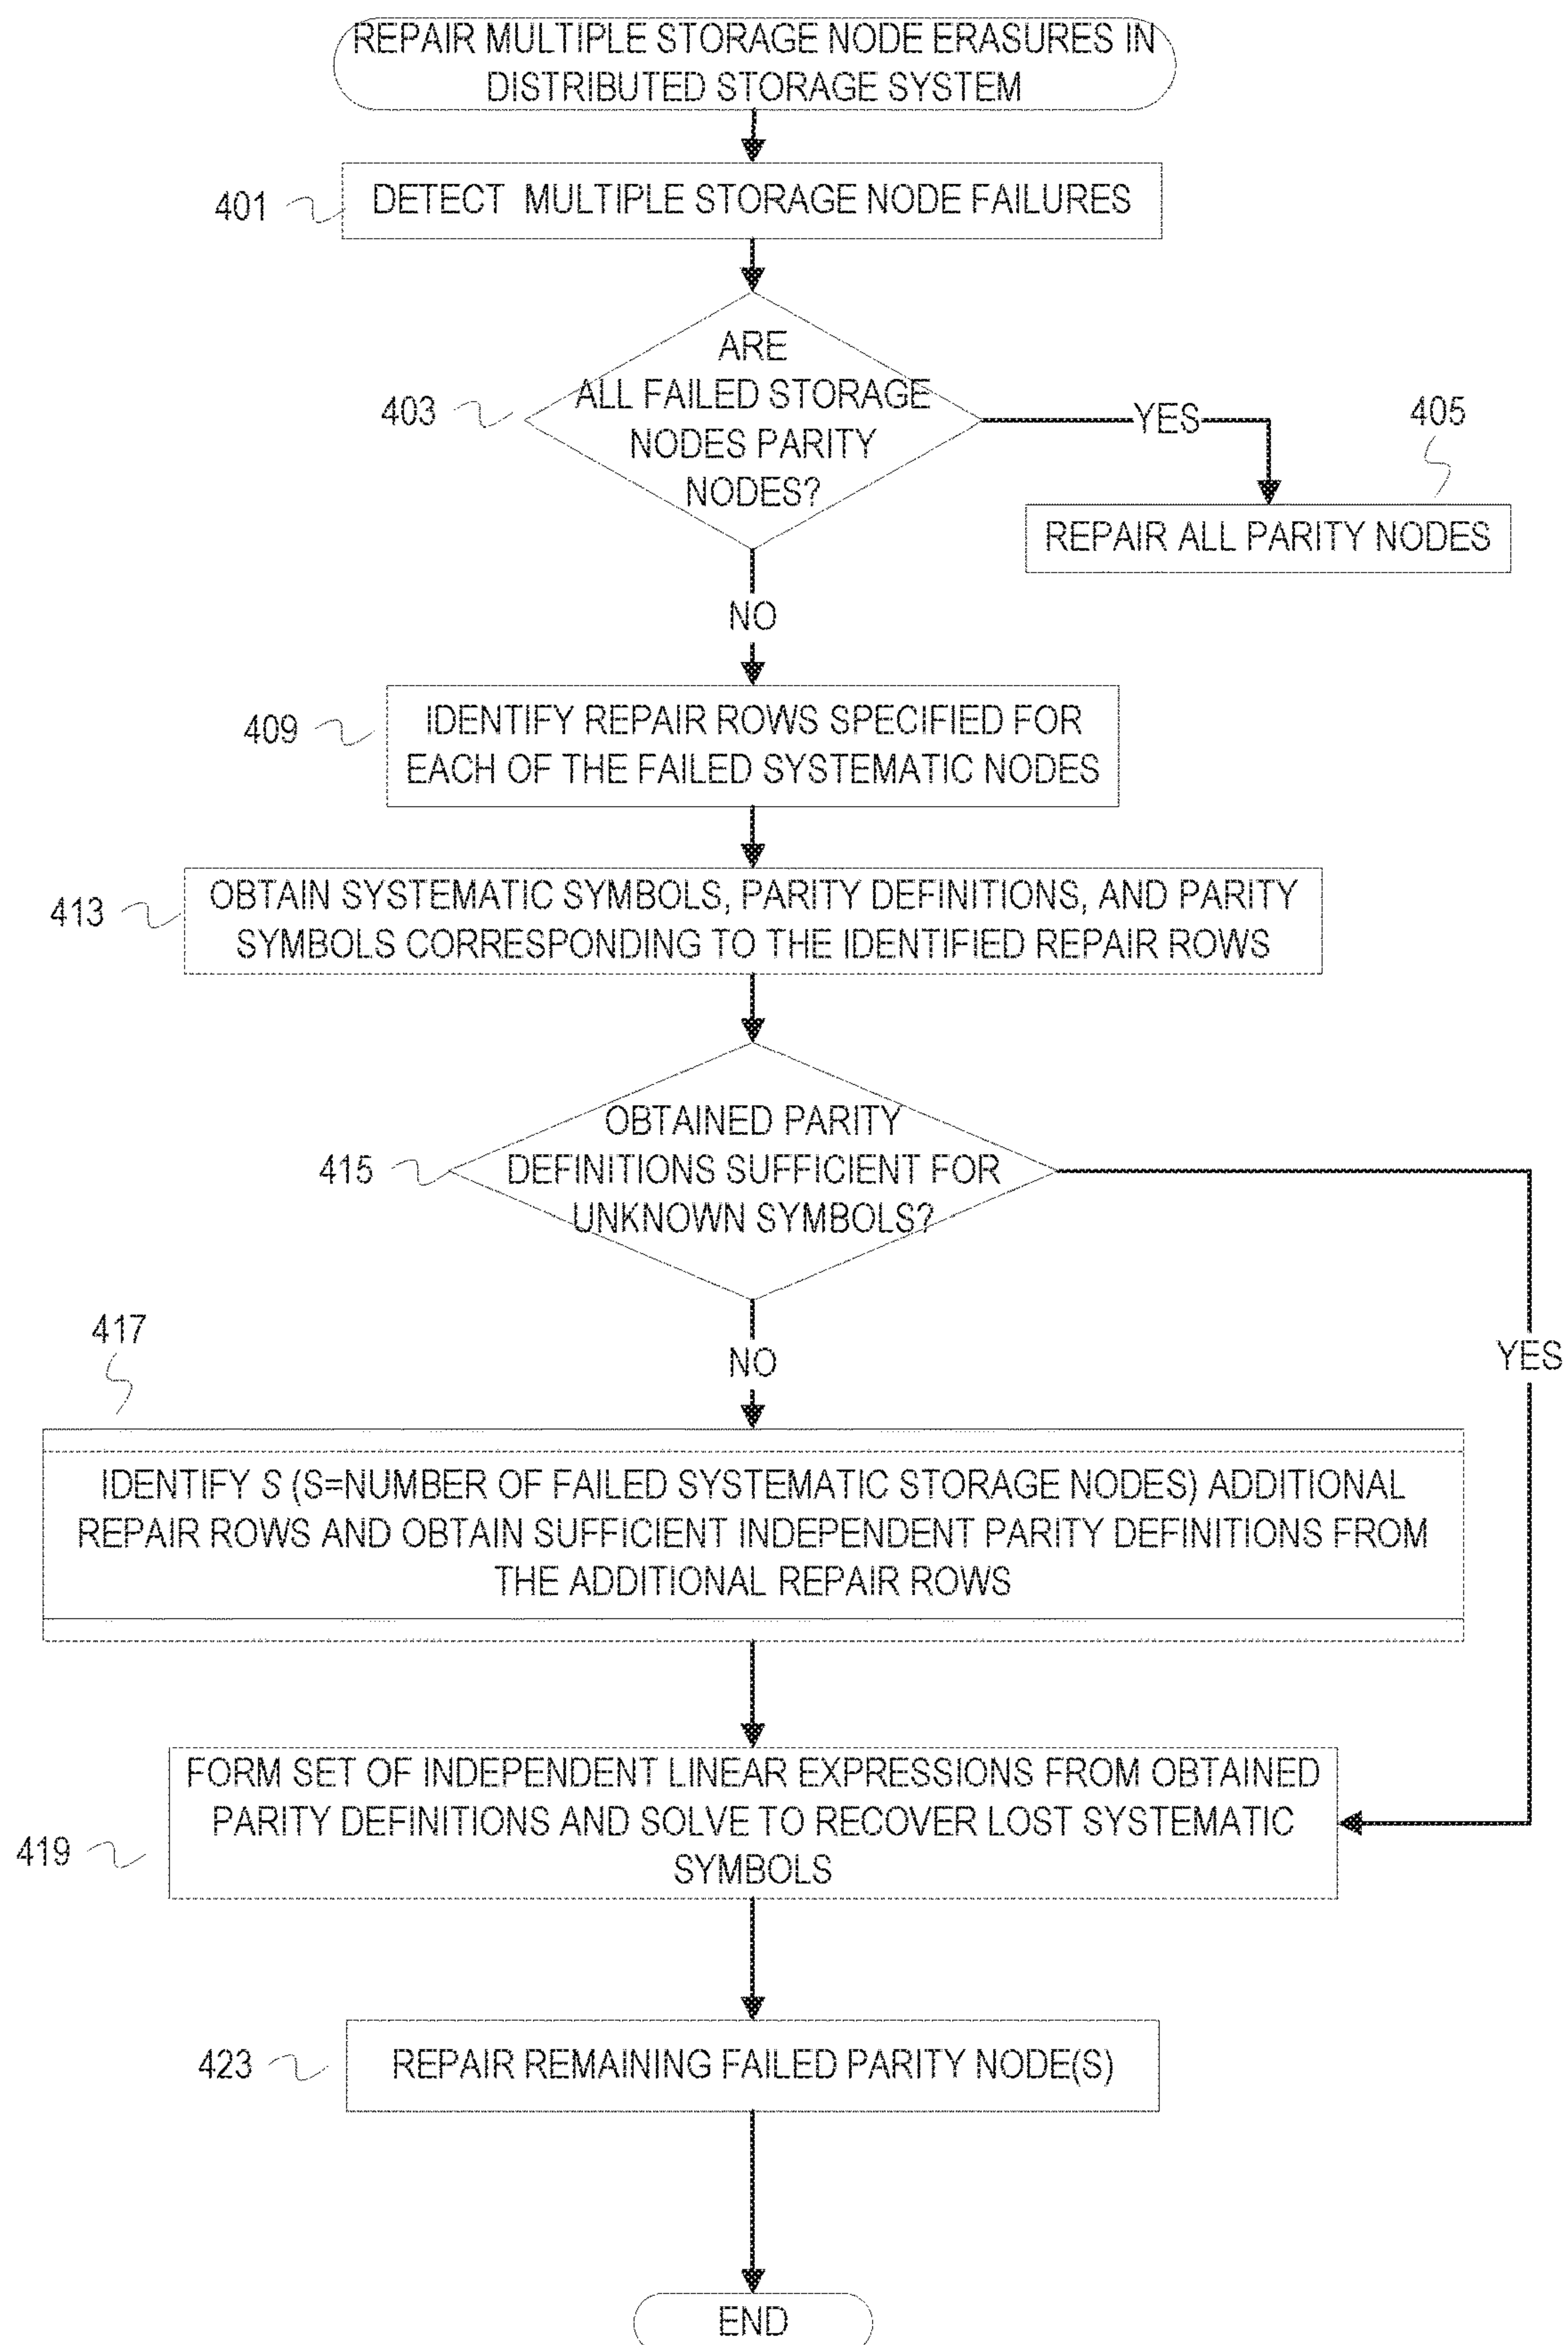 REPAIR MULTIPLE STORAGE NODE ERASURES IN
DISTRIBUTED STORAGE SYSTEM
401
DETECT MULTIPLE STORAGE NODE FAILURES
ARE
ALL FAILED STORAGE
NODES PARITY
NODES?
403
YES
405
REPAIR ALL PARITY NODES
NO
409
IDENTIFY REPAIR ROWS SPECIFIED FOR
EACH OF THE FAILED SYSTEMATIC NODES
413
OBTAIN SYSTEMATIC SYMBOLS, PARITY DEFINITIONS, AND PARITY
SYMBOLS CORRESPONDING TO THE IDENTIFIED REPAIR ROWS
OBTAINED PARITY
DEFINITIONS SUFFICIENT FOR
UNKNOWN SYMBOLS?
415
417
NO
YES
IDENTIFY S (S=NUMBER OF FAILED SYSTEMATIC STORAGE NODES) ADDITIONAL
REPAIR ROWS AND OBTAIN SUFFICIENT INDEPENDENT PARITY DEFINITIONS FROM
THE ADDITIONAL REPAIR ROWS
FORM SET OF INDEPENDENT LINEAR EXPRESSIONS FROM OBTAINED
PARITY DEFINITIONS AND SOLVE TO RECOVER LOST SYSTEMATIC
SYMBOLS
419
423
REPAIR REMAINING FAILED PARITY NODE(S)
END